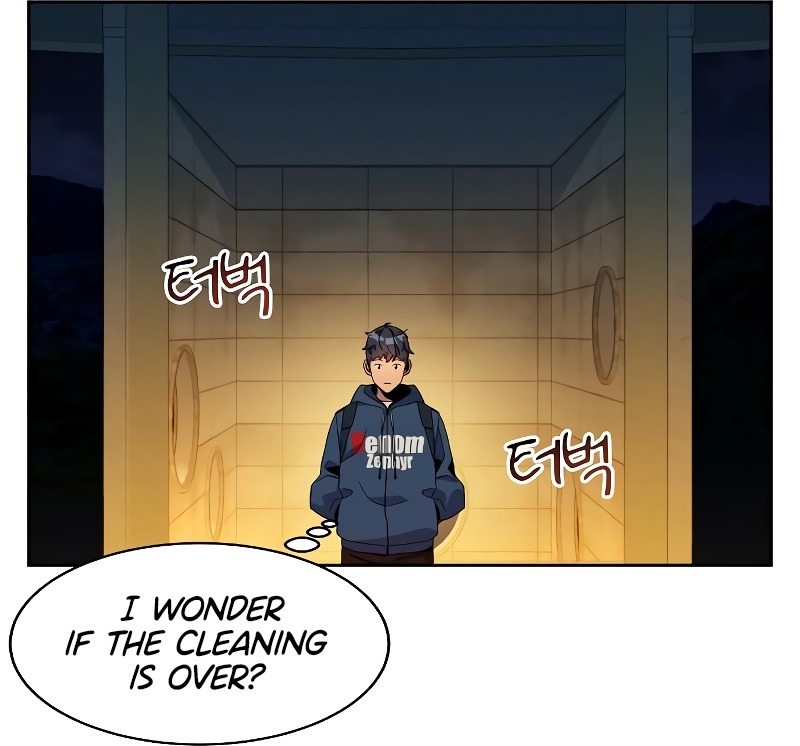 터벅
Venom
Zephyr
터벅
I WONDER
IF THE CLEANING
IS OVER?